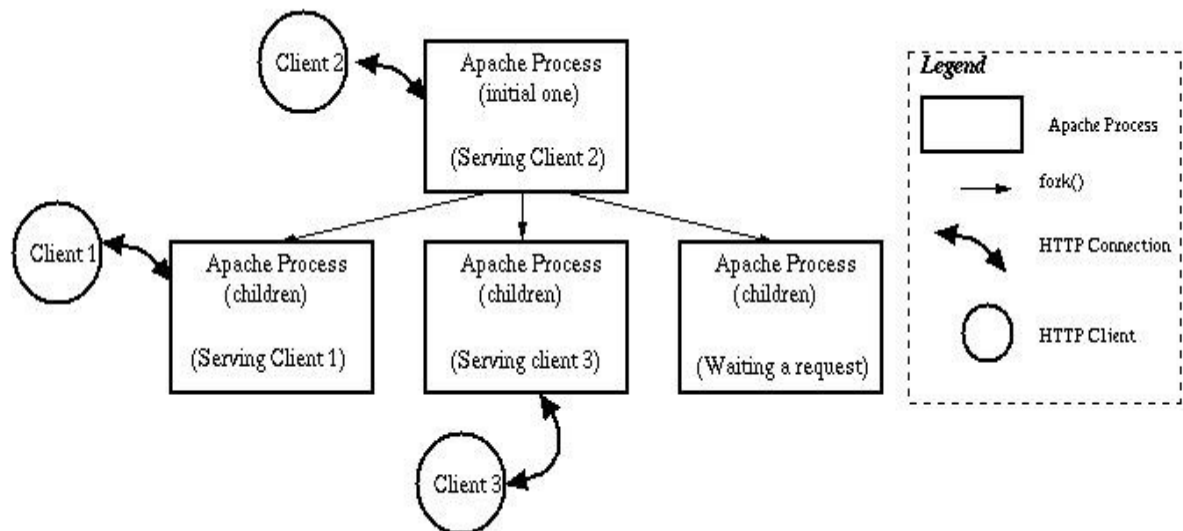 Client 2
Apache Process
(initial one)
(Serving Client 2)
Client 1
Apache Process
(children)
(Serving Client 1)
Apache Process
(children)
(Serving client 3)
Apache Process
(children)
(Waiting a request)
Client 3
Legend
Apache Process
fork()
HTTP Connection
HTTP Client